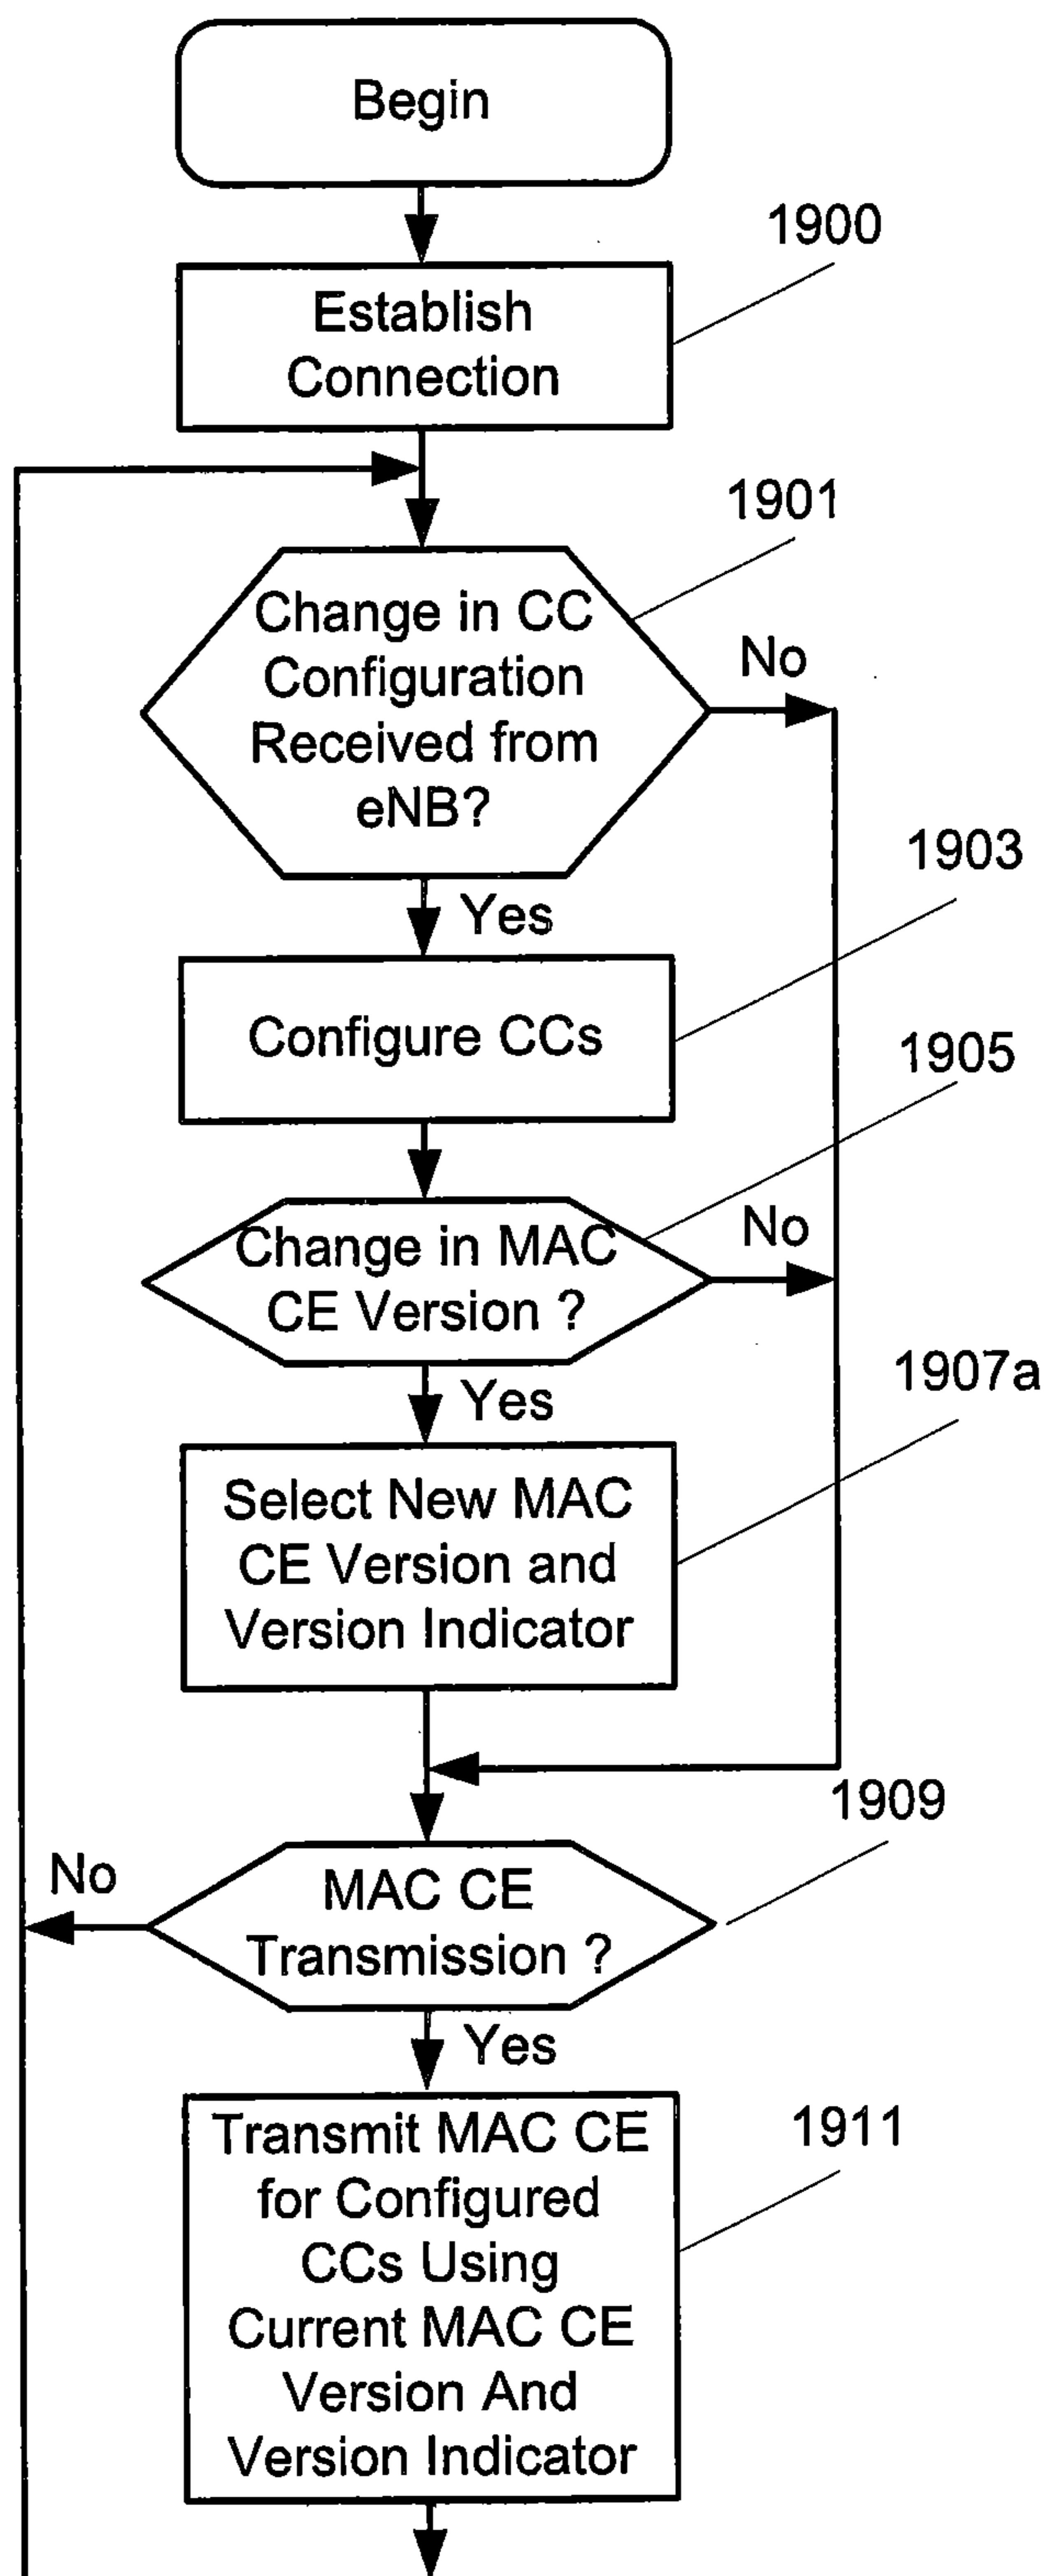 Begin
1900
Establish
Connection
1901
Change in CC
Configuration
Received from
eNB?
No
Yes
1903
Configure CCs
1905
Change in MAC
CE Version ?
No
Yes
1907a
Select New MAC
CE Version and
Version Indicator
1909
No
MAC CE
Transmission ?
Yes
1911
Transmit MAC CE
for Configured
CCs Using
Current MAC CE
Version And
Version Indicator